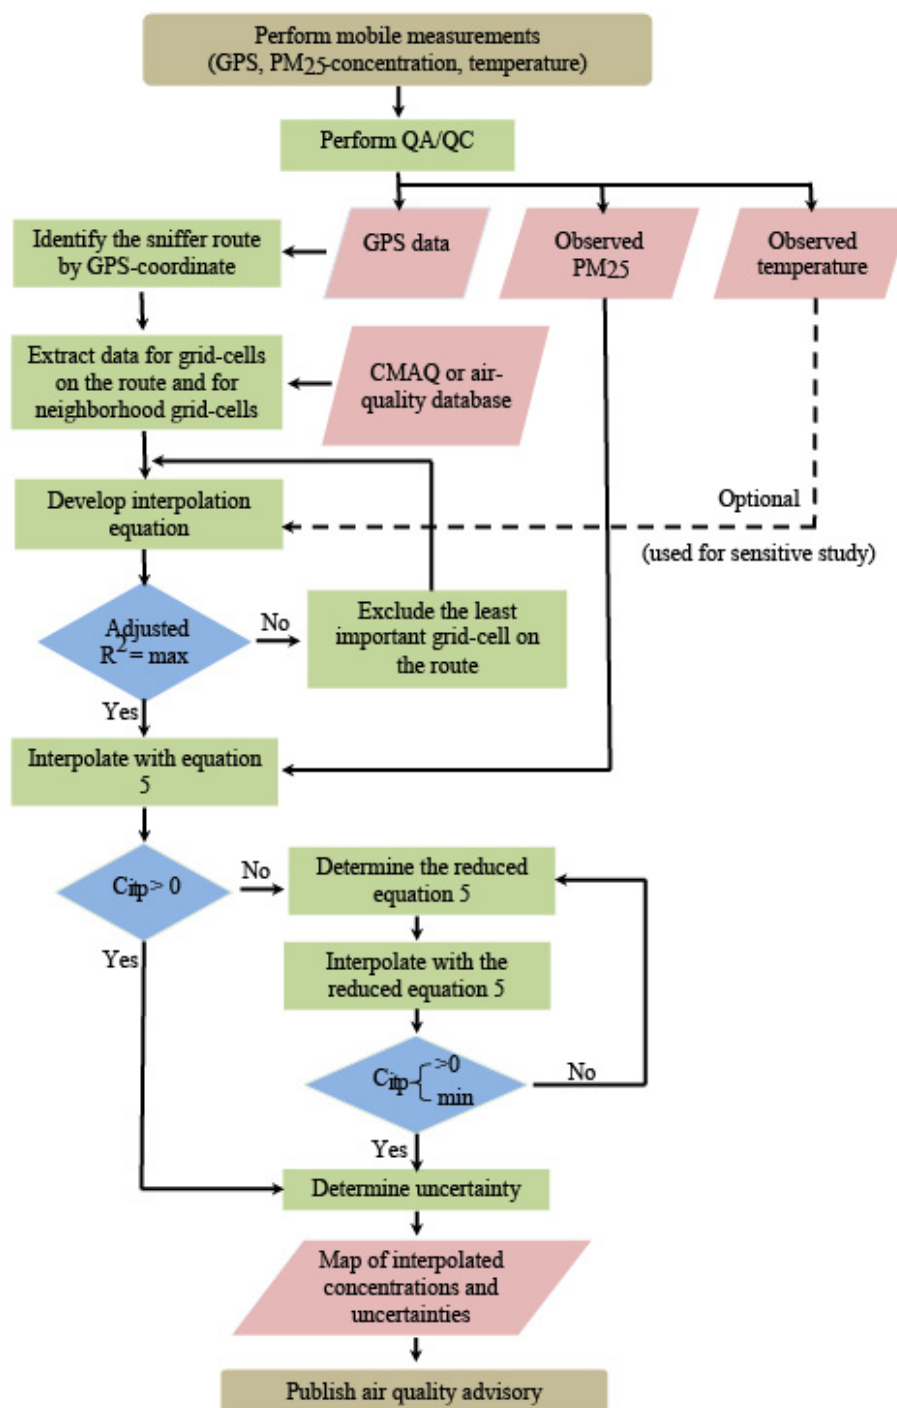 Perform mobile measurements
(GPS, PM25-concentration, temperature)
Perform QA/QC
Identify the sniffer route
by GPS-coordinate
GPS data
Observed
PM25
Observed
temperature
Extract data for grid-cells
on the route and for
neighborhood grid-cells
CMAQ or air-
quality database
Develop interpolation
equation
Optional
(used for sensitive study)
Adjusted
R² = max
No
Exclude the least
important grid-cell on
the route
Yes
Interpolate with equation
5
Citp > 0
No
Determine the reduced
equation 5
Yes
Interpolate with the
reduced equation 5
Citp { >0
min
No
Yes
Determine uncertainty
Map of interpolated
concentrations and
uncertainties
Publish air quality advisory